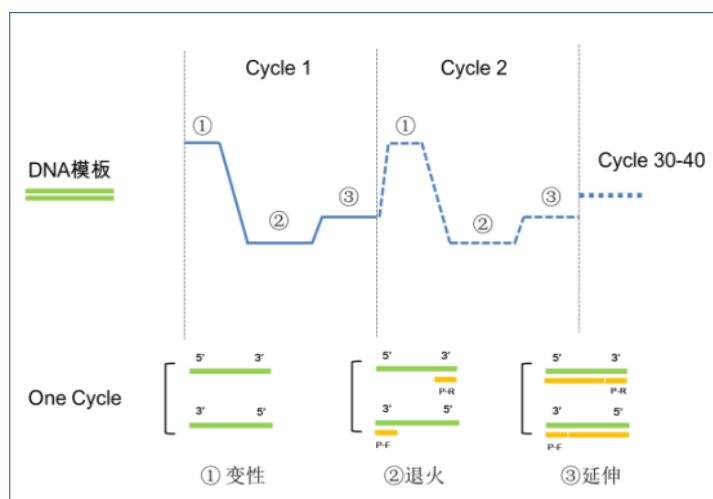 Cycle 1
Cycle 2
① ①
Cycle 30-40
DNA模板
③ ③
② ②
5' 3' 5' 3' 5' 3'
P-R P-R
One Cycle
3' 5' 3' 5' 3' 5'
P-F P-F
① 变性 ②退火 ③延伸